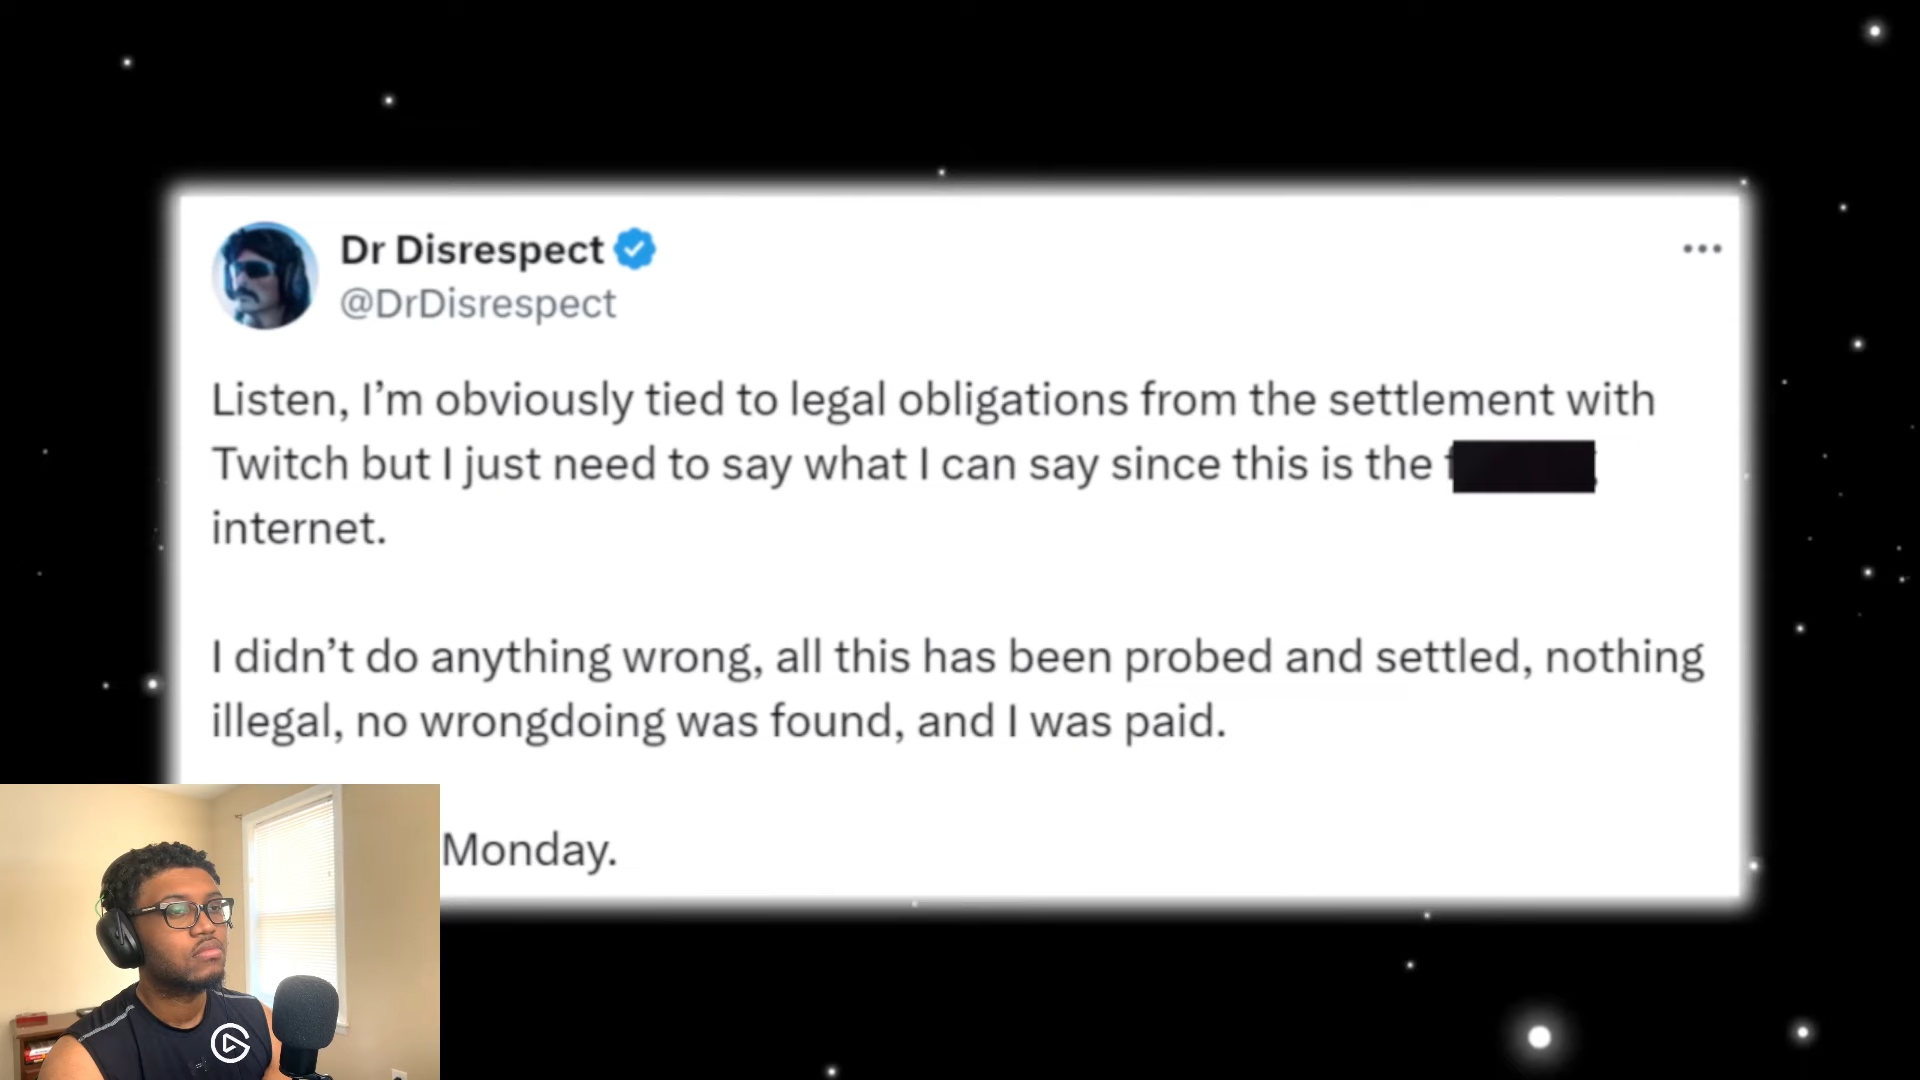 Dr Disrespect
@DrDisrespect
Listen, I’m obviously tied to legal obligations from the settlement with
Twitch but I just need to say what I can say since this is the
internet.
I didn’t do anything wrong, all this has been probed and settled, nothing
illegal, no wrongdoing was found, and I was paid.
Monday.